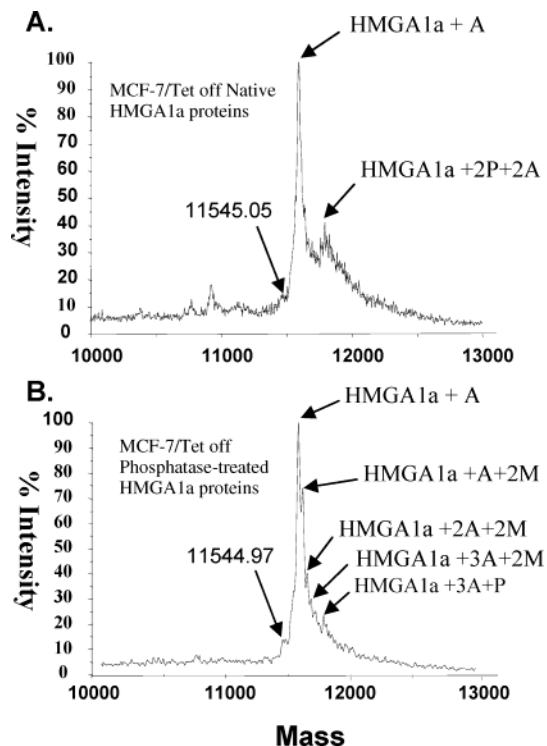 A.
HMGA1a + A
MCF-7/Tet off Native
HMGA1a proteins
HMGA1a +2P+2A
11545.05
% Intensity
100
90
80
70
60
50
40
30
20
10
0
10000 11000 12000 13000
B.
HMGA1a + A
MCF-7/Tet off
Phosphatase-treated
HMGA1a proteins
HMGA1a +A+2M
HMGA1a +2A+2M
HMGA1a +3A+2M
HMGA1a +3A+P
11544.97
% Intensity
100
90
80
70
60
50
40
30
20
10
0
10000 11000 12000 13000
Mass